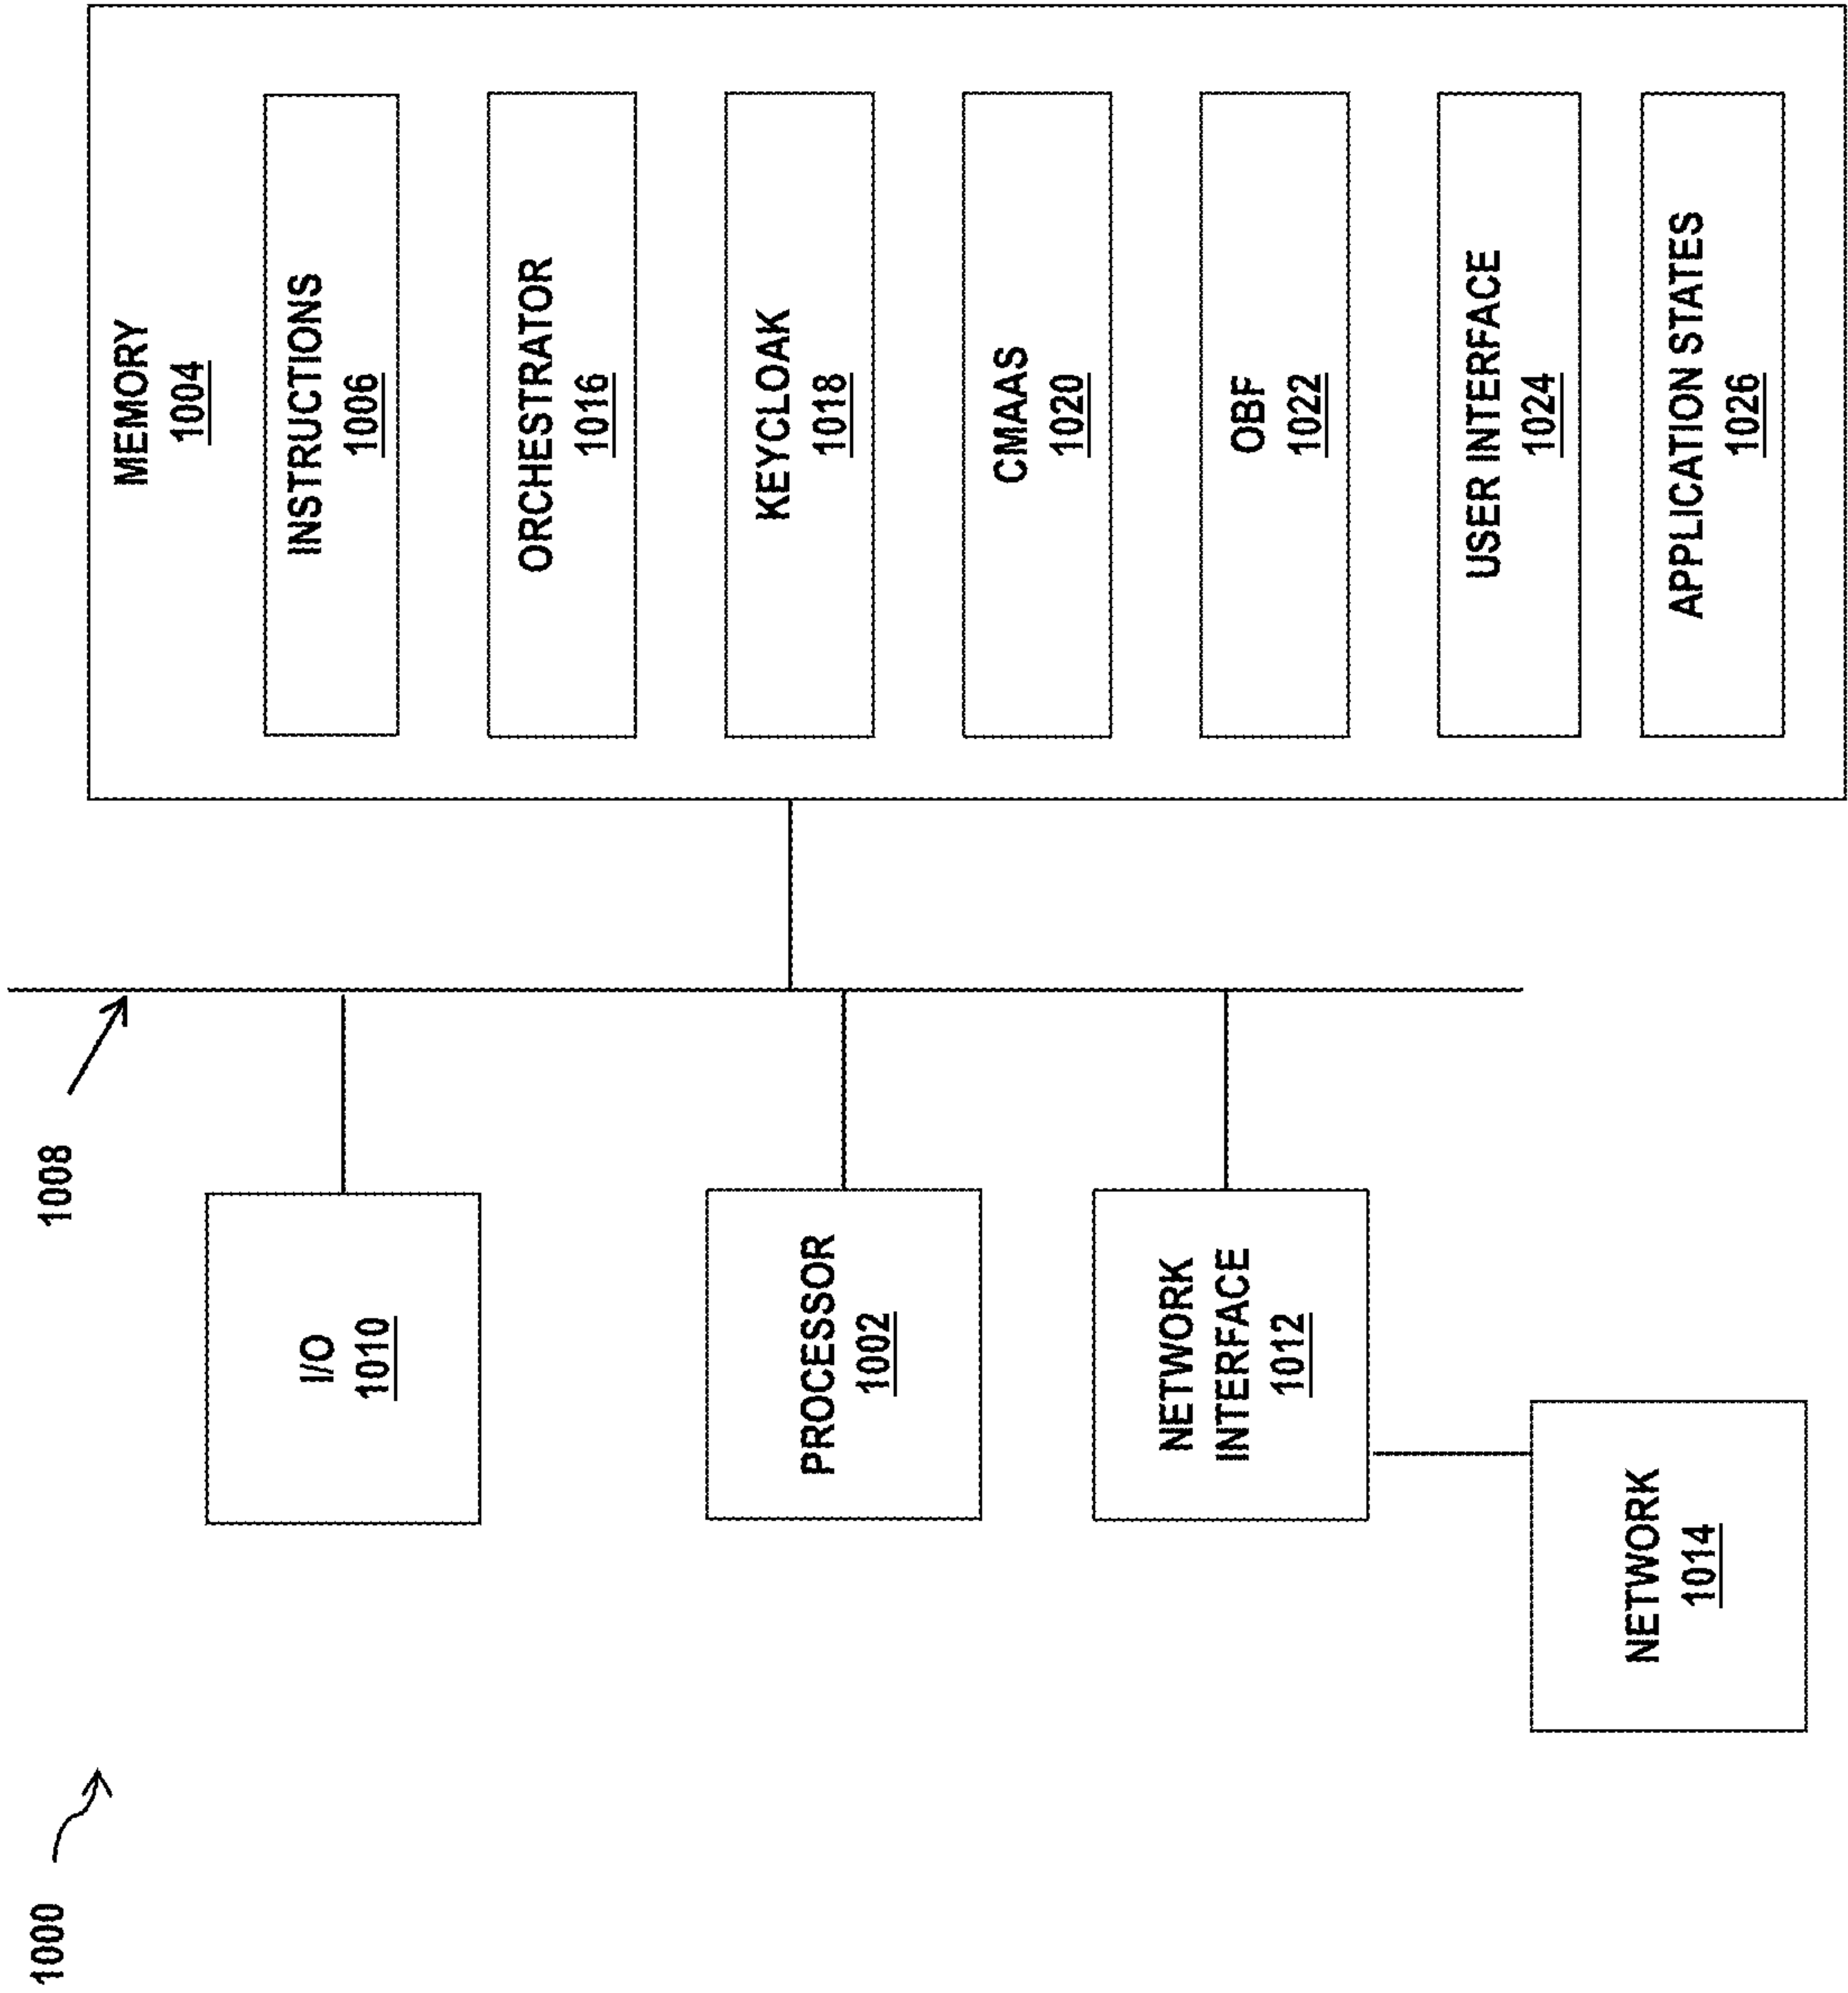 1000
1008
I/O
1010
PROCESSOR
1002
NETWORK
INTERFACE
1012
NETWORK
1014
MEMORY
1004
INSTRUCTIONS
1006
ORCHESTRATOR
1016
KEYCLOAK
1018
CMAAS
1020
OBF
1022
USER INTERFACE
1024
APPLICATION STATES
1026